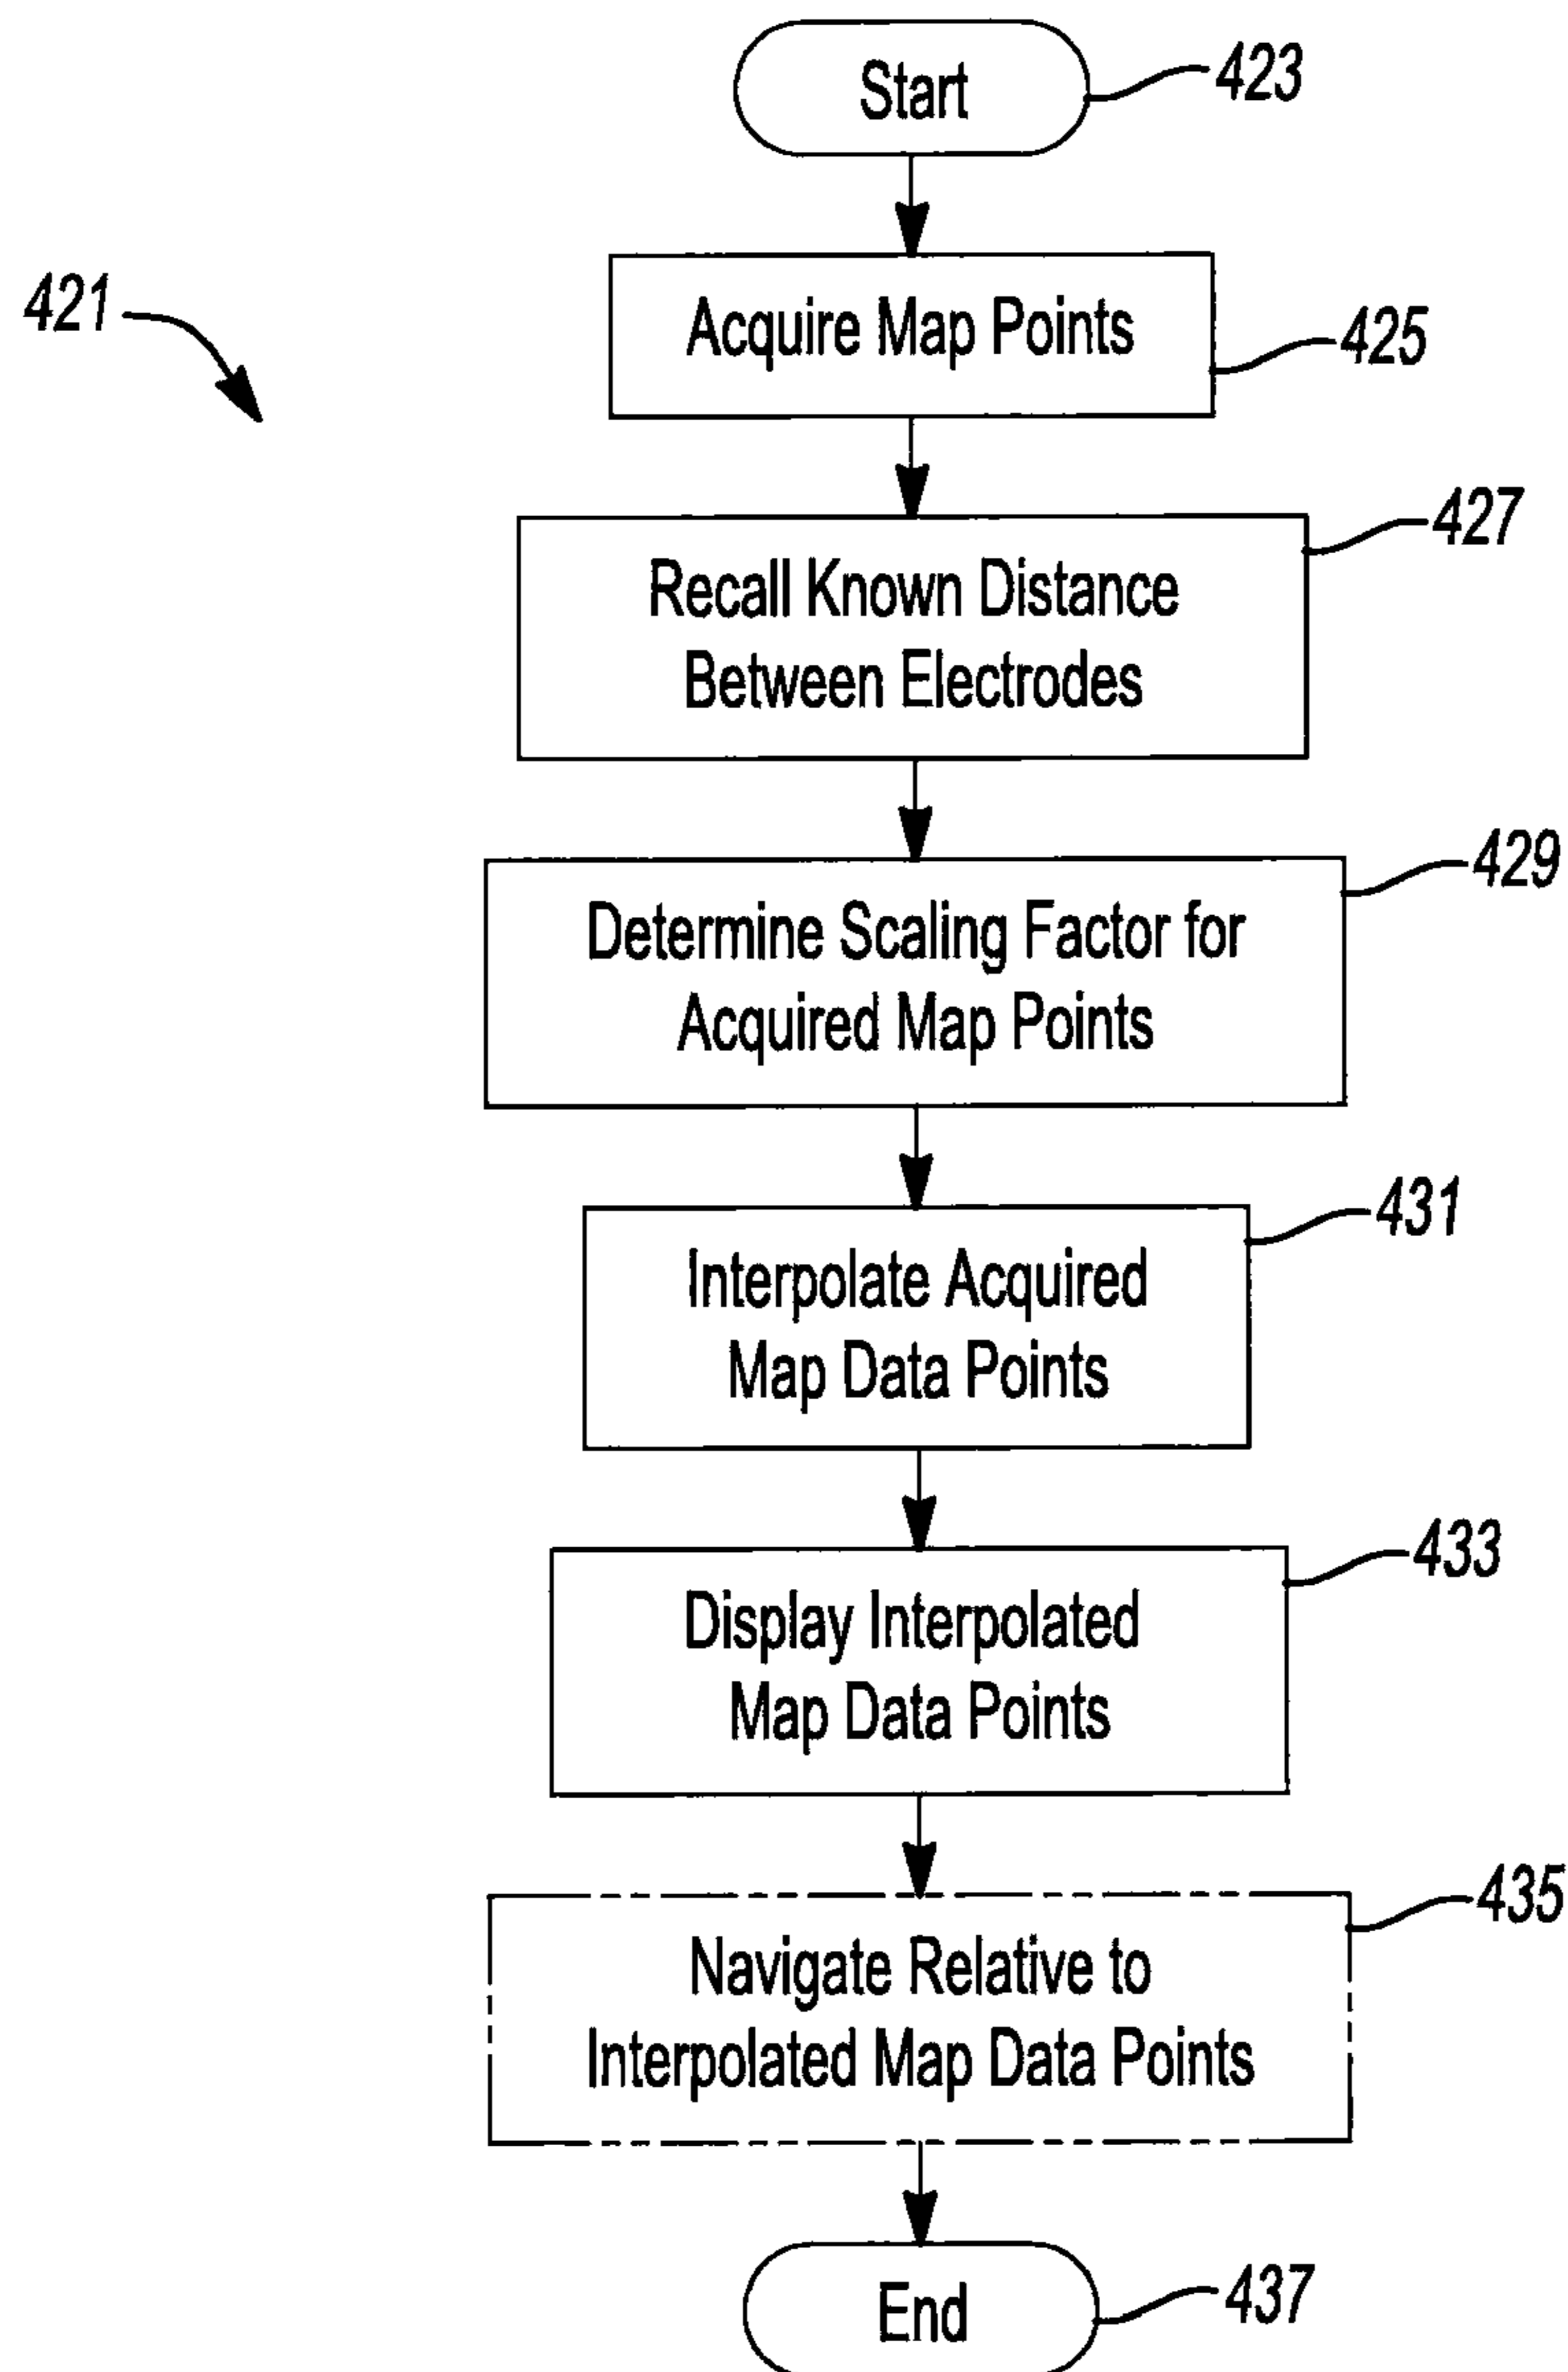 Start
423
421
Acquire Map Points
425
427
Recall Known Distance
Between Electrodes
429
Determine Scaling Factor for
Acquired Map Points
431
Interpolate Acquired
Map Data Points
433
Display Interpolated
Map Data Points
435
Navigate Relative to
Interpolated Map Data Points
End
437